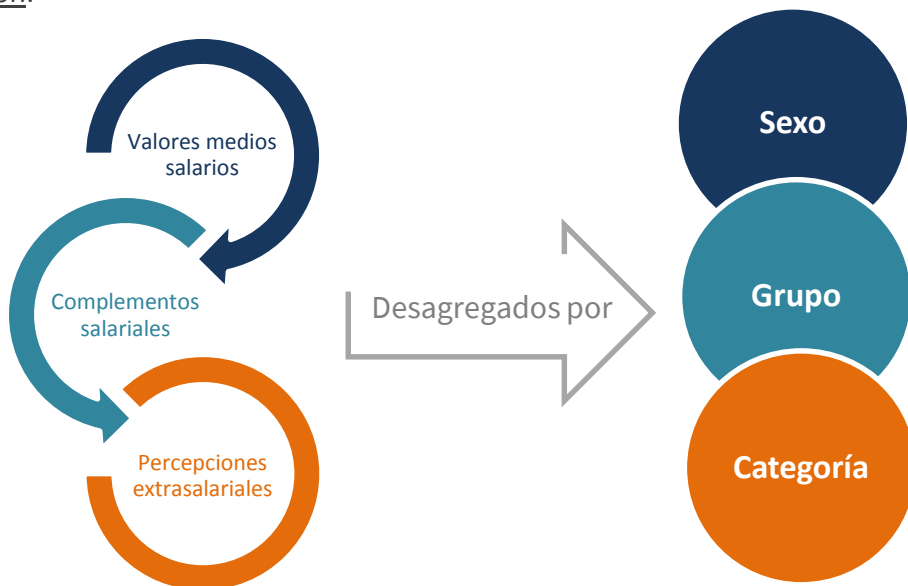 Valores medios
salarios
Complementos
salariales
Percepciones
extrasalariales
Desagregados por
Sexo
Grupo
Categoría